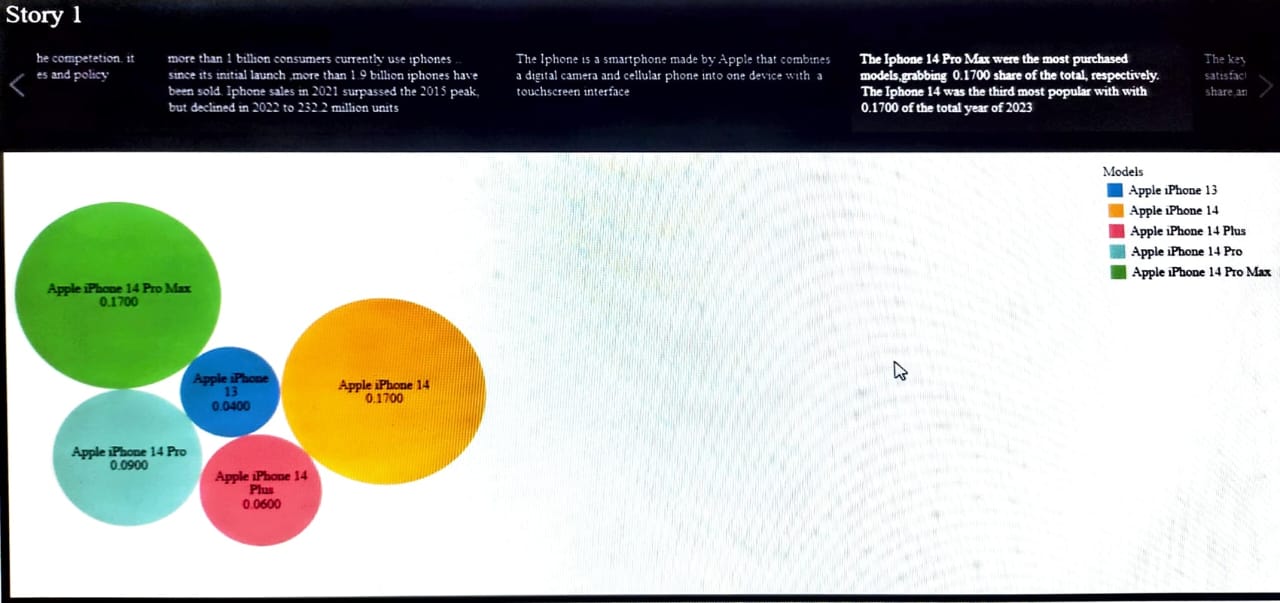 Story 1
he competetion. it
es and policy
more than 1 billion consumers currently use iphones ..
since its initial launch ,more than 1.9 billion iphones have
been sold. Iphone sales in 2021 surpassed the 2015 peak,
but declined in 2022 to 232.2 million units
The Iphone is a smartphone made by Apple that combines
a digital camera and cellular phone into one device with a
touchscreen interface
The Iphone 14 Pro Max were the most purchased
models,grabbing 0.1700 share of the total, respectively.
The Iphone 14 was the third most popular with with
0.1700 of the total year of 2023
The key
satisfac
share,an
Models
Apple iPhone 13
Apple iPhone 14
Apple iPhone 14 Plus
Apple iPhone 14 Pro
Apple iPhone 14 Pro Max
Apple iPhone 14 Pro Max
0.1700
Apple iPhone
13
0.0400
Apple iPhone 14
0.1700
Apple iPhone 14 Pro
0.0900
Apple iPhone 14
Plus
0.0600